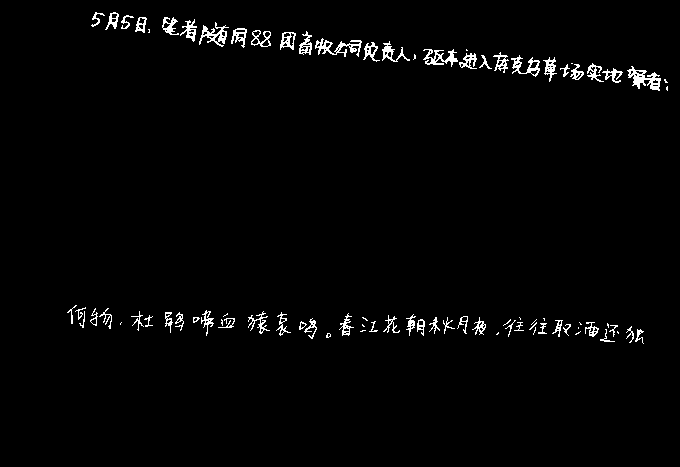 5月5日,笔者随同88团畜牧公司负责人,驱车进入库克乌草场实地察看:
何物,杜鹃啼血猿哀鸣。春江花朝秋月夜,往往取酒还独